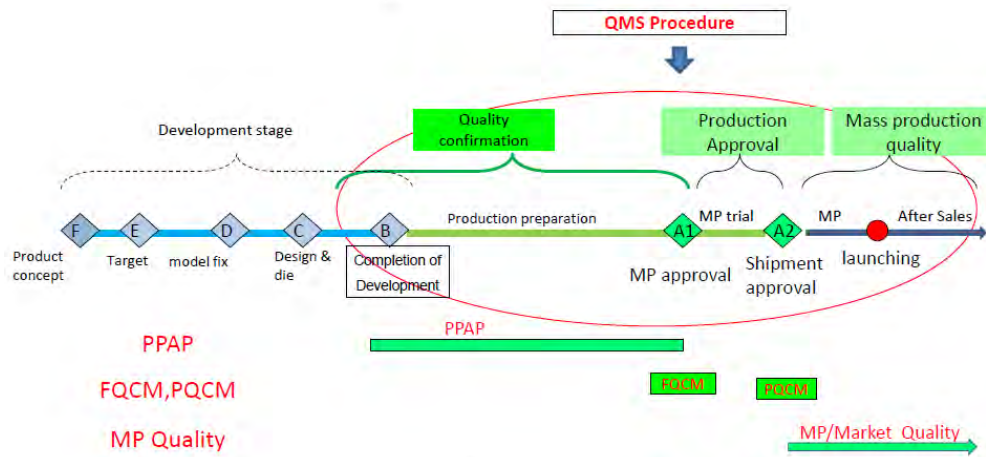 QMS Procedure
Development stage
Quality
confirmation
Production
Approval
Mass production
quality
F
E
D
C
B
Production preparation
A1
MP trial
A2
MP
After Sales
Product
concept
Target
model fix
Design &
die
Completion of
Development
MP approval
Shipment
approval
launching
PPAP
PPAP
FQCM,PQCM
FQCM
PQCM
MP Quality
MP/Market Quality